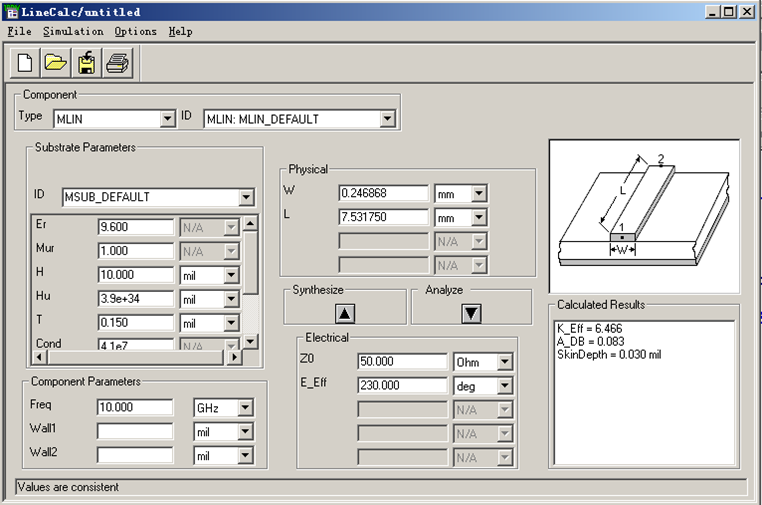 LineCalc/untitled
File Simulation Options Help
Component
Type MLIN ID MLIN: MLIN_DEFAULT
Substrate Parameters
ID MSUB_DEFAULT
Er 9.600 N/A
Mur 1.000 N/A
H 10.000 mil
Hu 3.9e+34 mil
T 0.150 mil
Cond 4.1e7 N/A
Component Parameters
Freq 10.000 GHz
Wall1 mil
Wall2 mil
Physical
W 0.246868 mm
L 7.531750 mm
N/A
N/A
Synthesize Analyze
Electrical
Z0 50.000 Ohm
E_Eff 230.000 deg
N/A
N/A
N/A
2
L
1
W
Calculated Results
K_Eff = 6.466
A_DB = 0.083
SkinDepth = 0.030 mil
Values are consistent